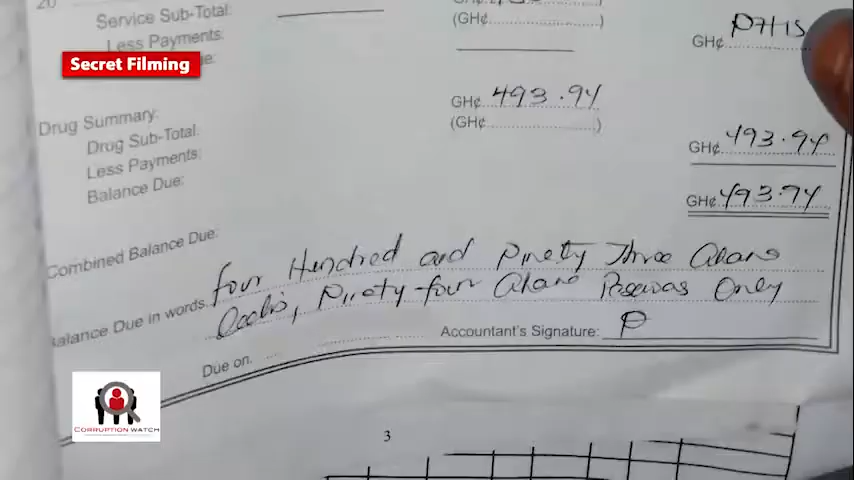 20
Service Sub-Total:
(GH¢ )
Less Payments:
GH¢ NHIS
Secret Filming
Drug Summary:
GH¢ 493.94
Drug Sub-Total:
(GH¢ )
Less Payments:
GH¢ 493.94
Balance Due:
GH¢ 493.94
Combined Balance Due:
Four Hundred and Ninety Three Ghana
Balance Due in words. Cedis, Ninety-four Ghana Pesewas Only
Accountant's Signature:
Due on.
CORRUPTION WATCH
3